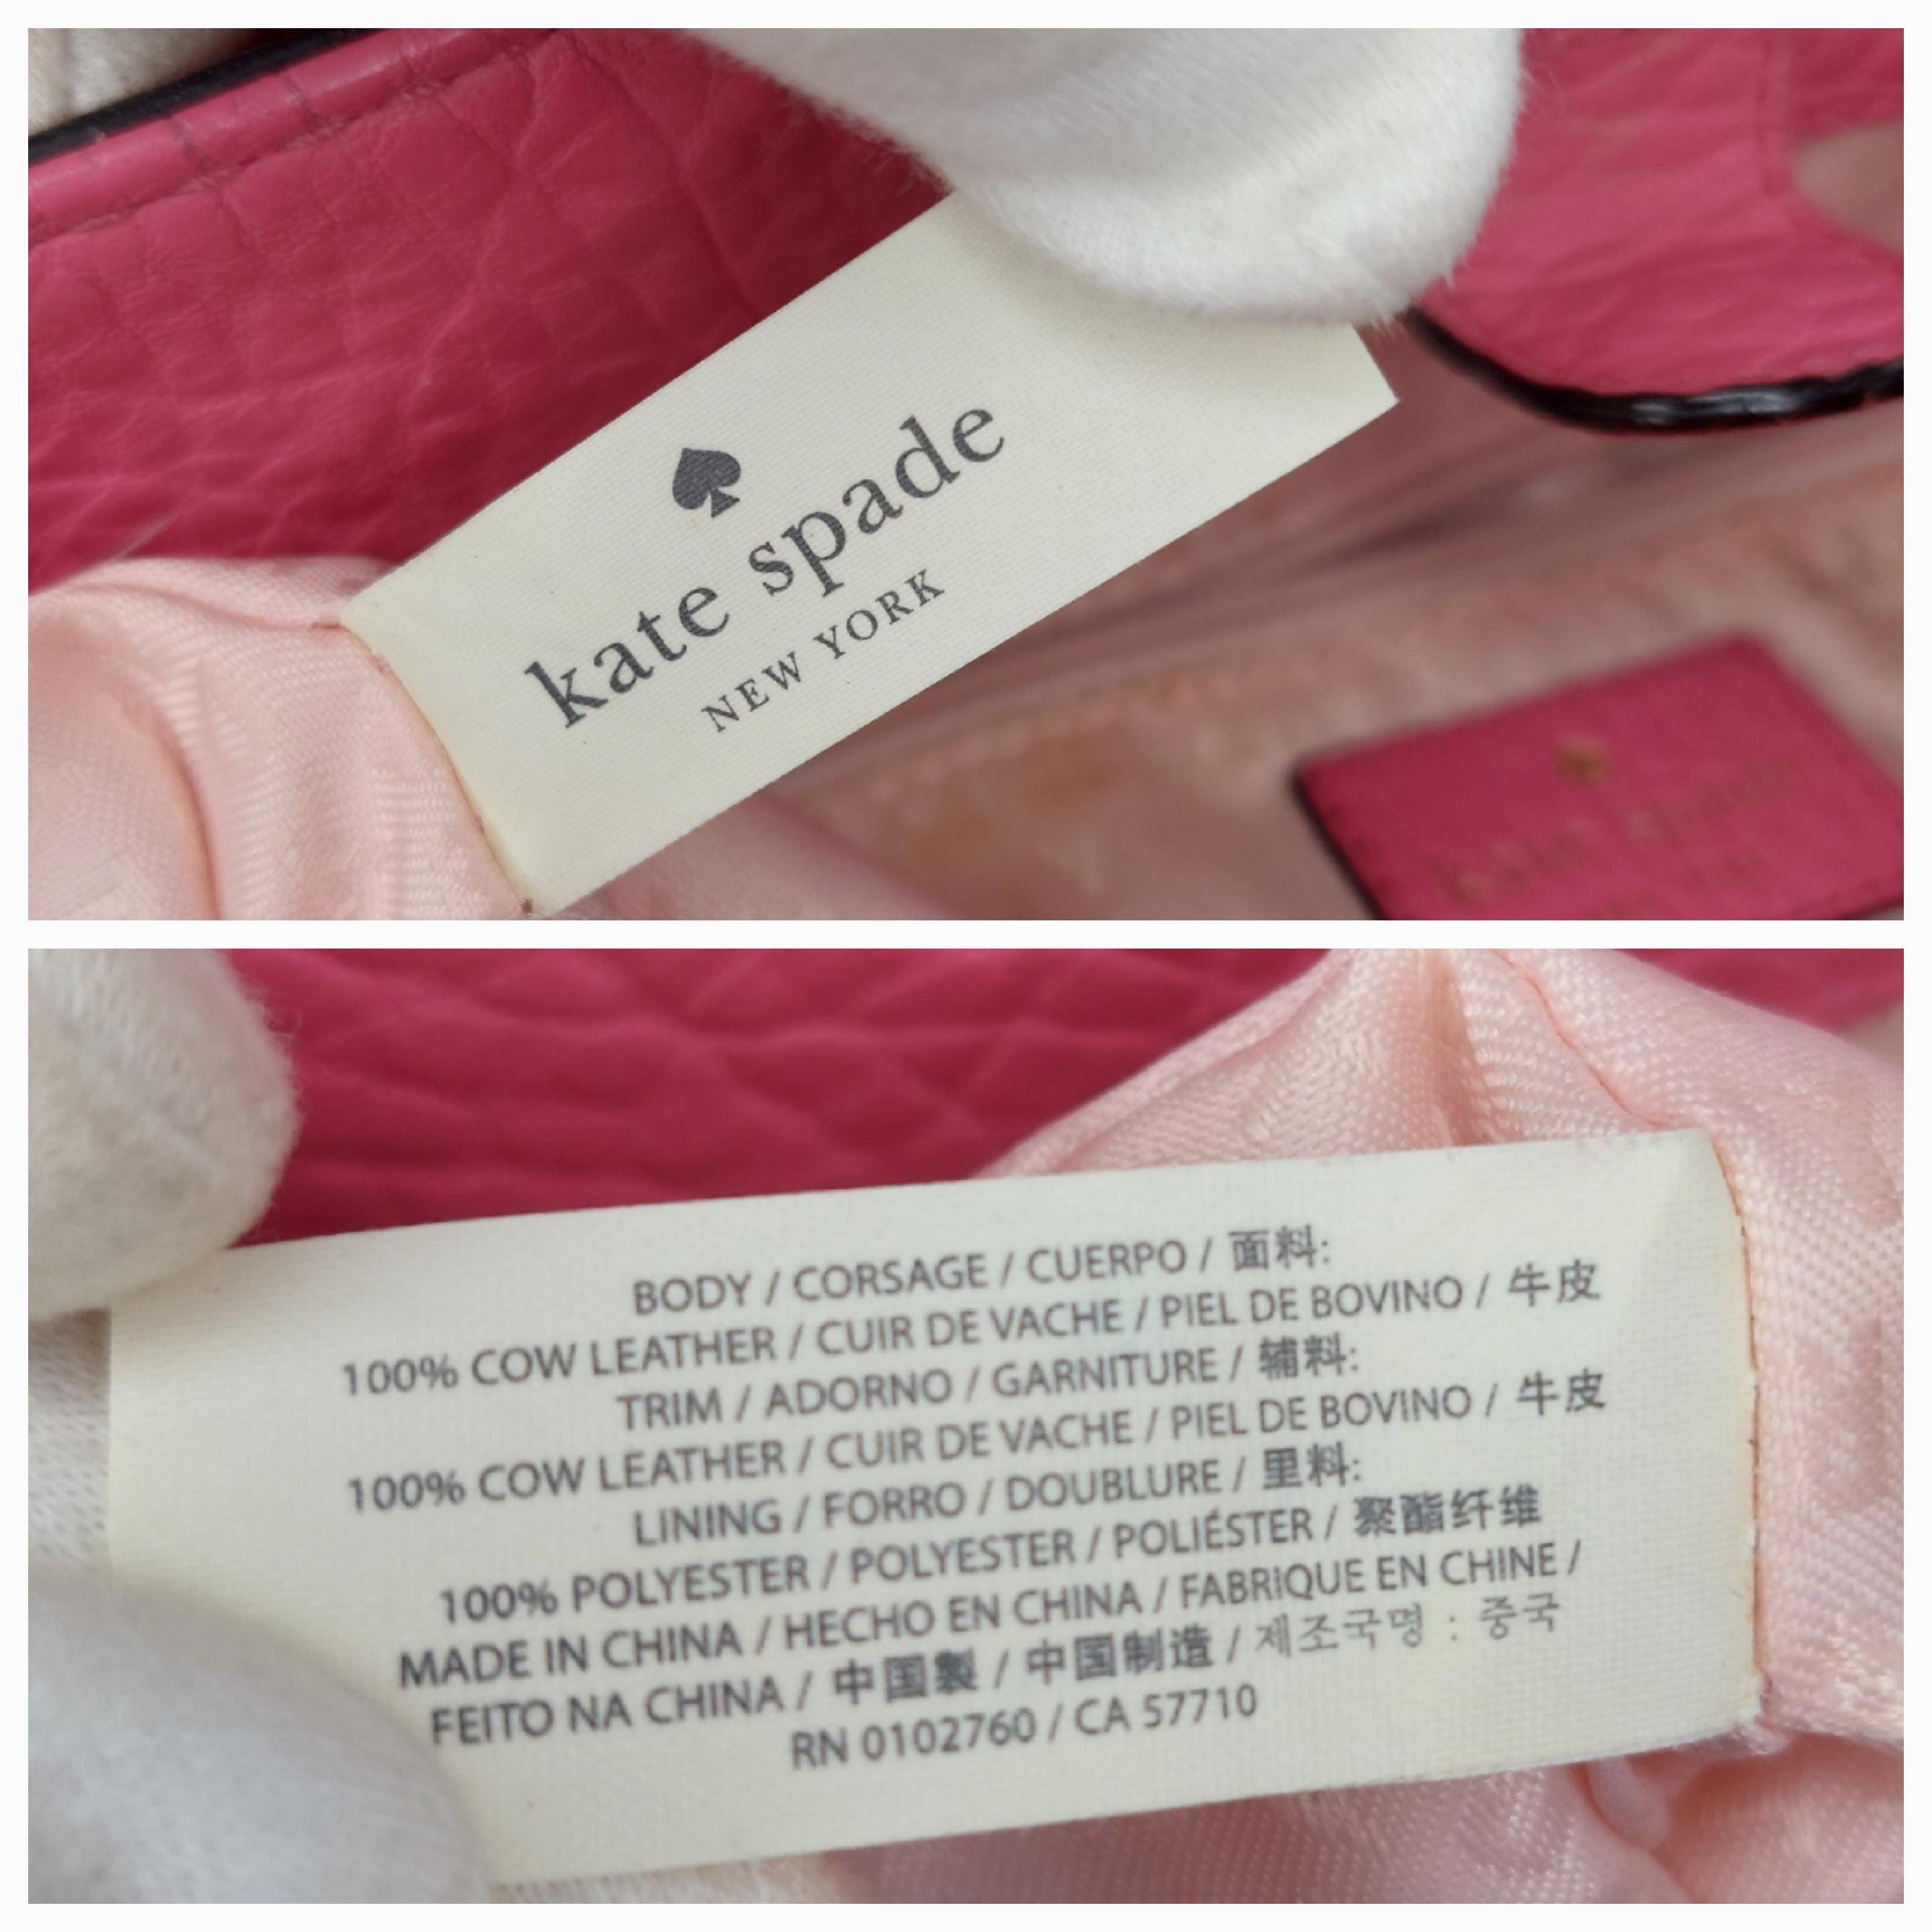 kate spade
NEW YORK
BODY / CORSAGE / CUERPO / 面料:
100% COW LEATHER / CUIR DE VACHE / PIEL DE BOVINO / 牛皮
TRIM / ADORNO / GARNITURE / 辅料:
100% COW LEATHER / CUIR DE VACHE / PIEL DE BOVINO / 牛皮
LINING / FORRO / DOUBLURE / 里料:
100% POLYESTER / POLYESTER / POLIÉSTER / 聚酯纤维
MADE IN CHINA / HECHO EN CHINA / FABRIQUE EN CHINE /
FEITO NA CHINA / 中国製 / 中国制造 / 제조국명 : 중국
RN 0102760 / CA 57710